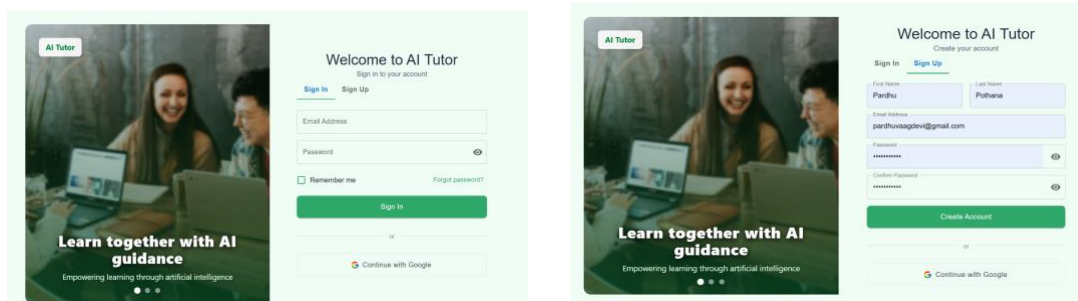 AI Tutor
Learn together with AI
guidance
Empowering learning through artificial intelligence
Welcome to AI Tutor
Sign in to your account
Sign In Sign Up
Email Address
Password
Remember me Forgot password?
Sign In
or
Continue with Google
AI Tutor
Learn together with AI
guidance
Empowering learning through artificial intelligence
Welcome to AI Tutor
Create your account
Sign In Sign Up
First Name Last Name
Pardhu Pothana
Email Address
pardhuvaagdevi@gmail.com
Password
•••••••••••
Confirm Password
•••••••••••
Create Account
or
Continue with Google